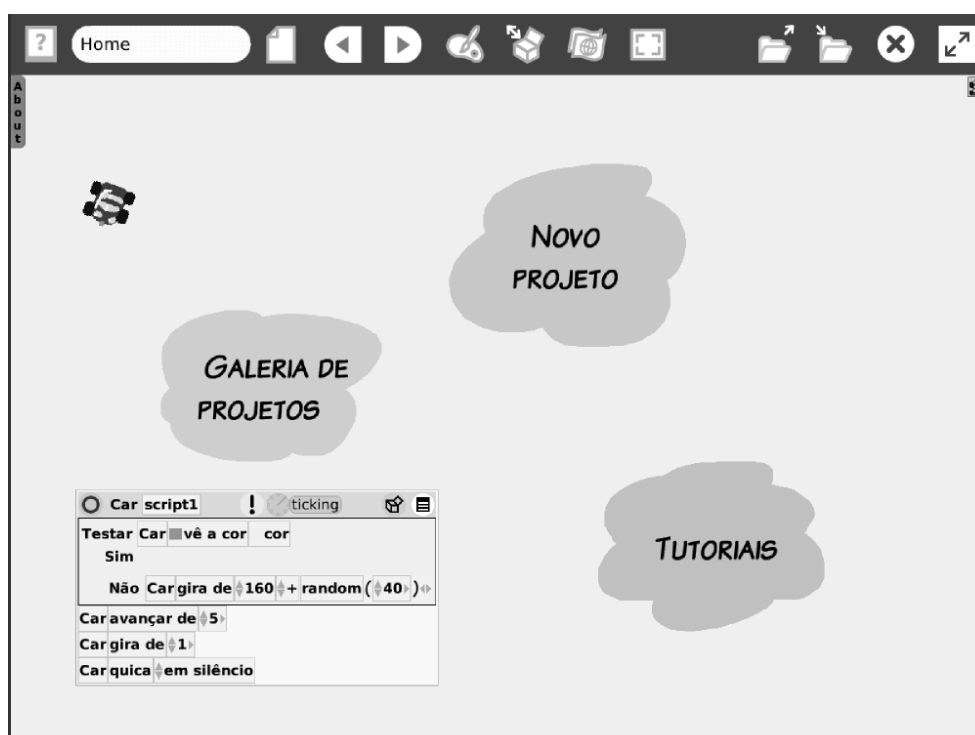 ?
Home
About
Novo
projeto
Galeria de
projetos
Tutoriais
Car script1 ! ticking
Testar Car vê a cor cor
Sim
Não Car gira de 160 + random ( 40 )
Car avançar de 5
Car gira de 1
Car quica em silêncio